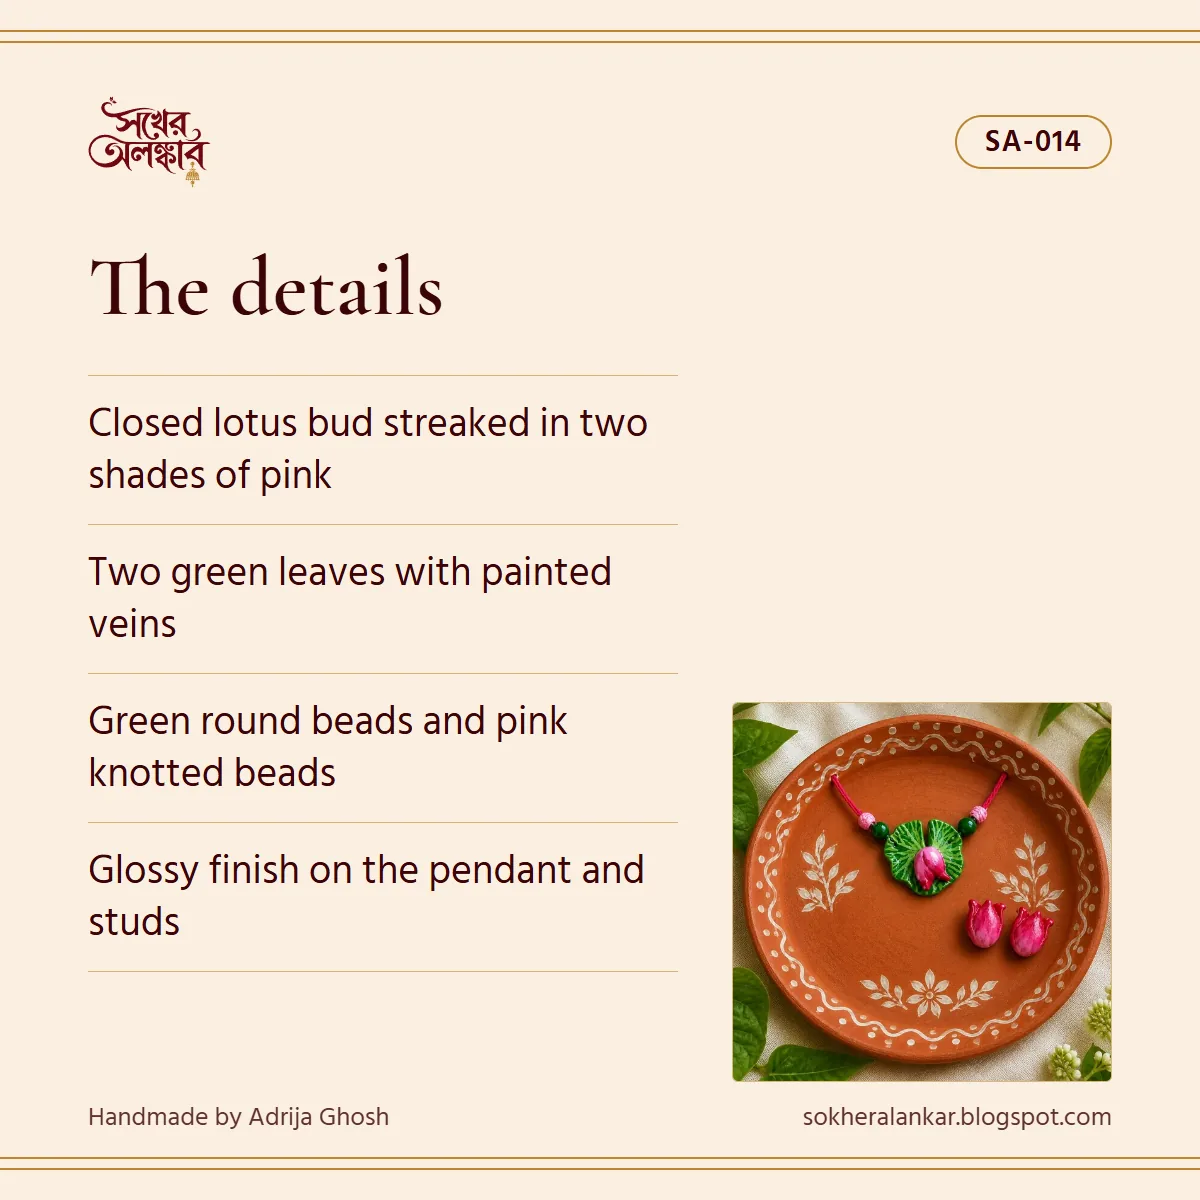 সখের
অলঙ্কার
SA-014
The details
Closed lotus bud streaked in two
shades of pink
Two green leaves with painted
veins
Green round beads and pink
knotted beads
Glossy finish on the pendant and
studs
Handmade by Adrija Ghosh
sokheralankar.blogspot.com